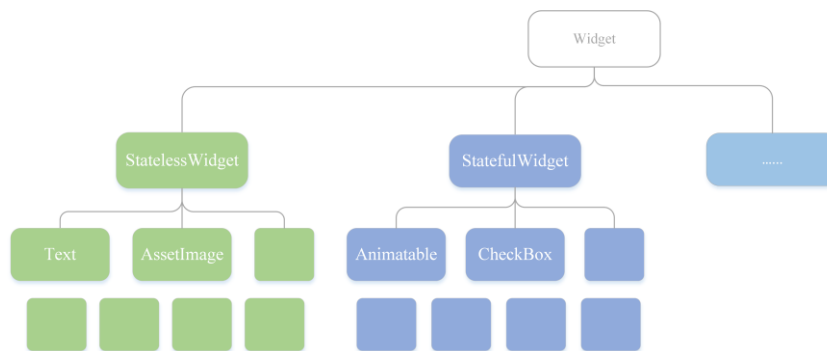 Widget
StatelessWidget
StatefulWidget
......
Text
AssetImage
Animatable
CheckBox